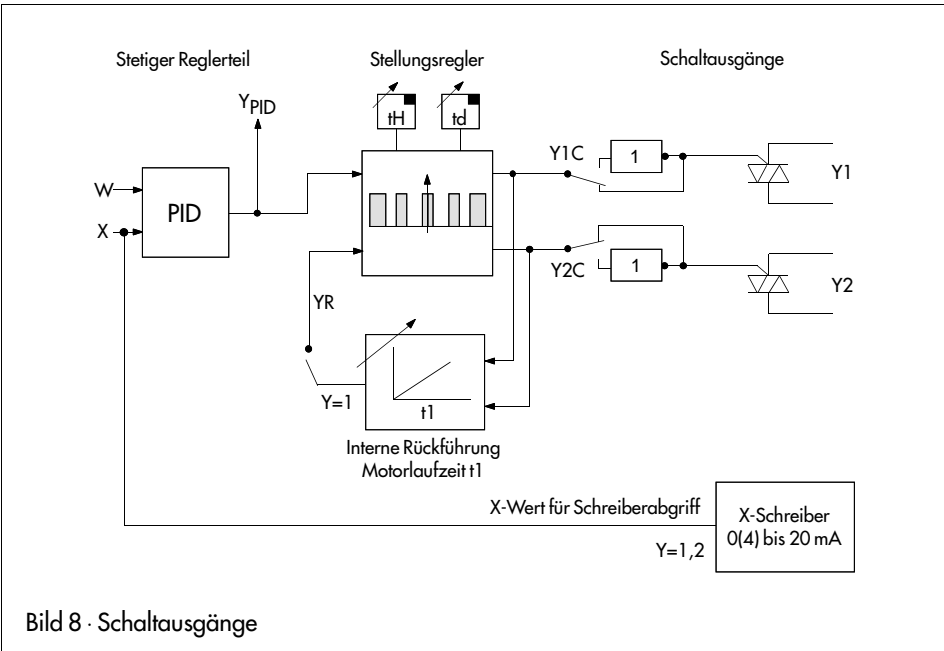 Stetiger Reglerteil
Stellungsregler
Schaltausgänge
YPID
tH
td
W
X
PID
Y1C
1
Y1
Y2C
1
Y2
YR
Y=1
t1
Interne Rückführung
Motorlaufzeit t1
X-Wert für Schreiberabgriff
Y=1,2
X-Schreiber
0(4) bis 20 mA
Bild 8 · Schaltausgänge